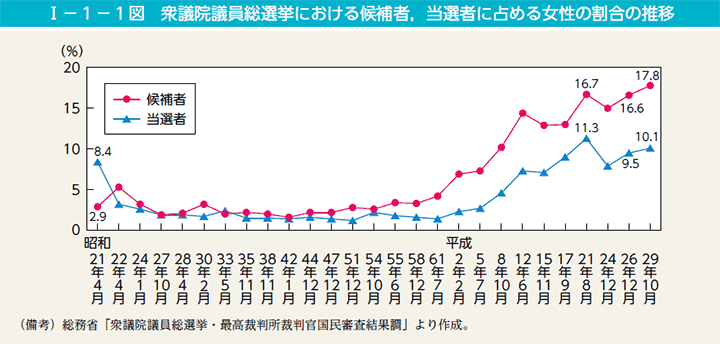 Ⅰ－１－１図　衆議院議員総選挙における候補者，当選者に占める女性の割合の推移
(％)
20
15
10
5
0
候補者
当選者
8.4
2.9
16.7
17.8
16.6
11.3
10.1
9.5
昭和
平成
21年4月
22年4月
24年1月
27年10月
28年4月
30年2月
33年5月
35年11月
38年11月
42年1月
44年12月
47年12月
51年12月
54年10月
55年6月
58年12月
61年7月
2年2月
5年7月
8年10月
12年6月
15年11月
17年9月
21年8月
24年12月
26年12月
29年10月
（備考）総務省「衆議院議員総選挙・最高裁判所裁判官国民審査結果調」より作成。